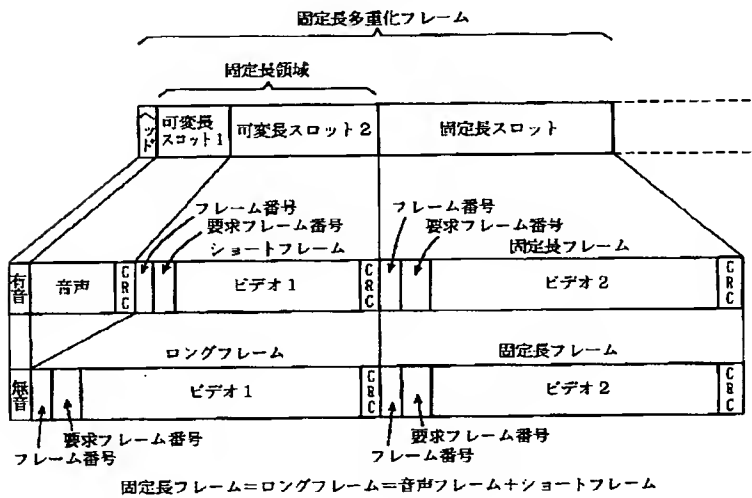 固定長多重化フレーム
固定長領域
ヘッド
可変長スロット1
可変長スロット2
固定長スロット
フレーム番号
要求フレーム番号
ショートフレーム
フレーム番号
要求フレーム番号
固定長フレーム
有音
音声
CRC
ビデオ1
CRC
ビデオ2
CRC
ロングフレーム
固定長フレーム
無音
ビデオ1
CRC
ビデオ2
CRC
要求フレーム番号
フレーム番号
要求フレーム番号
フレーム番号
固定長フレーム=ロングフレーム=音声フレーム+ショートフレーム